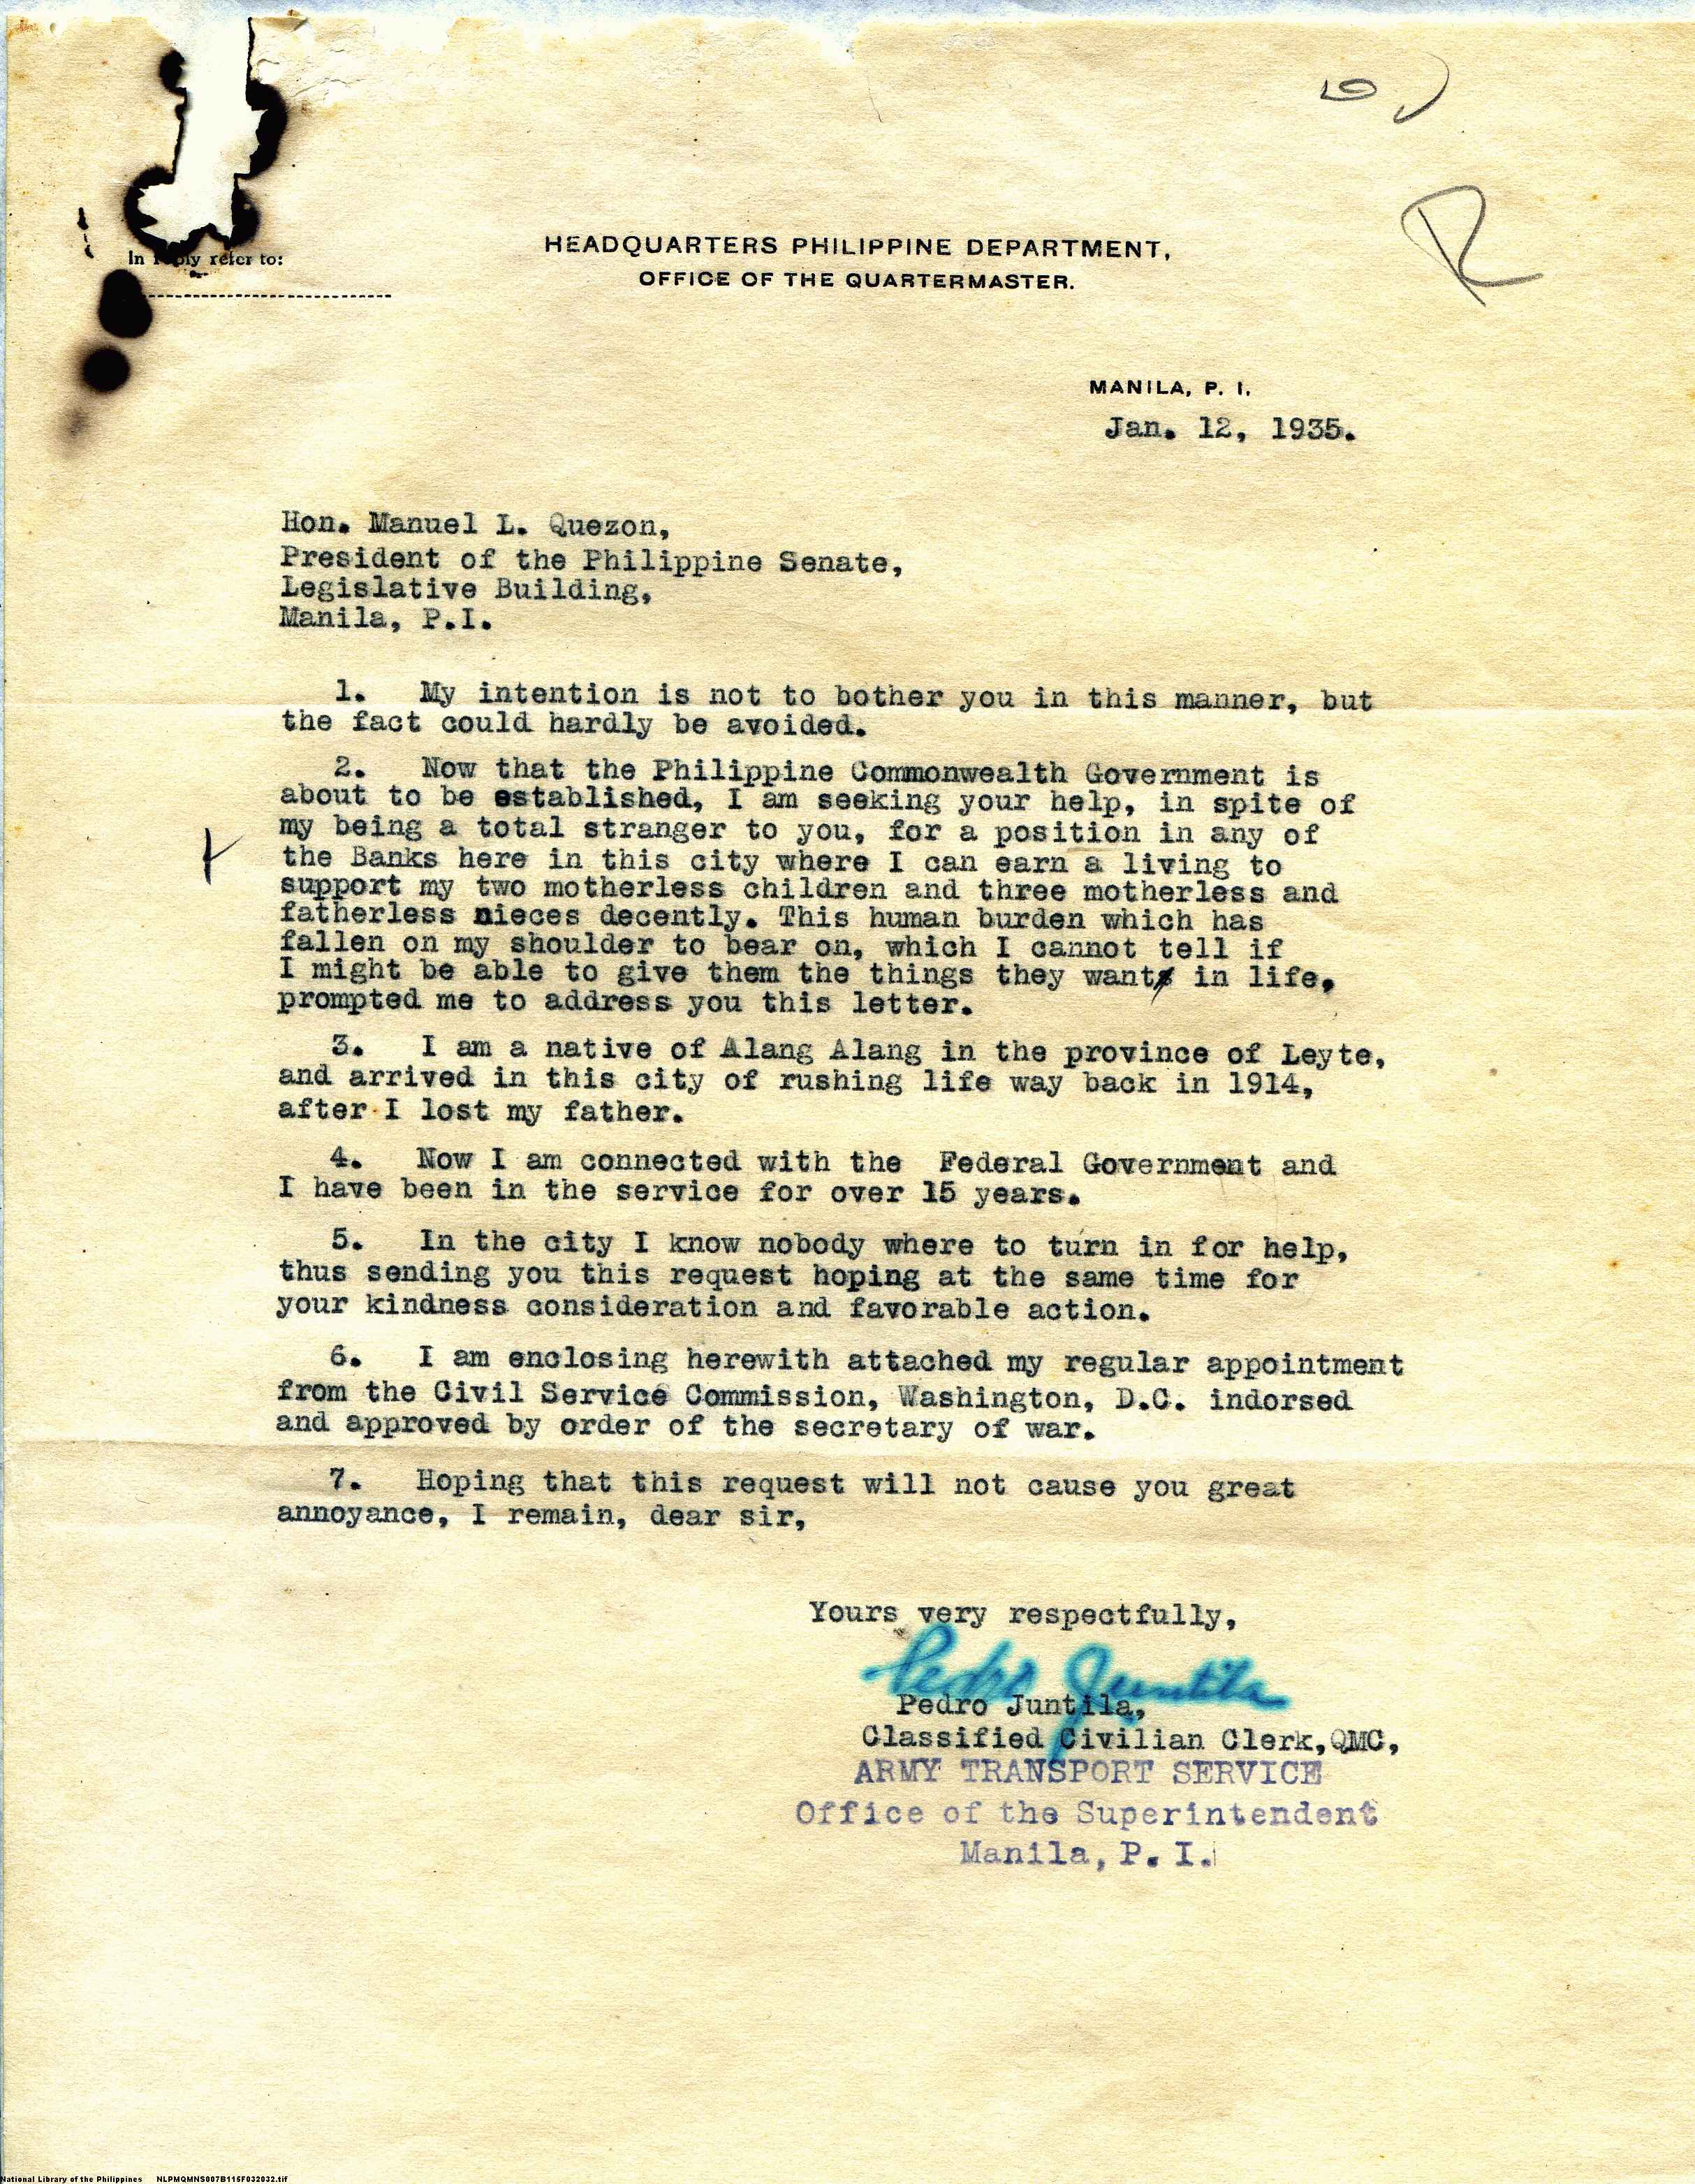 In reply refer to:
HEADQUARTERS PHILIPPINE DEPARTMENT,
OFFICE OF THE QUARTERMASTER.
R
MANILA, P. I.
Jan. 12, 1935.
Hon. Manuel L. Quezon,
President of the Philippine Senate,
Legislative Building,
Manila, P.I.
1. My intention is not to bother you in this manner, but
the fact could hardly be avoided.
2. Now that the Philippine Commonwealth Government is
about to be established, I am seeking your help, in spite of
my being a total stranger to you, for a position in any of
the Banks here in this city where I can earn a living to
support my two motherless children and three motherless and
fatherless nieces decently. This human burden which has
fallen on my shoulder to bear on, which I cannot tell if
I might be able to give them the things they want in life,
prompted me to address you this letter.
3. I am a native of Alang Alang in the province of Leyte,
and arrived in this city of rushing life way back in 1914,
after I lost my father.
4. Now I am connected with the Federal Government and
I have been in the service for over 15 years.
5. In the city I know nobody where to turn in for help,
thus sending you this request hoping at the same time for
your kindness consideration and favorable action.
6. I am enclosing herewith attached my regular appointment
from the Civil Service Commission, Washington, D.C. indorsed
and approved by order of the secretary of war.
7. Hoping that this request will not cause you great
annoyance, I remain, dear sir,
Yours very respectfully,
Pedro Juntila
Pedro Juntila,
Classified Civilian Clerk,QMC,
ARMY TRANSPORT SERVICE
Office of the Superintendent
Manila, P. I.
National Library of the Philippines NLPMQMNS007B115F032032.tif